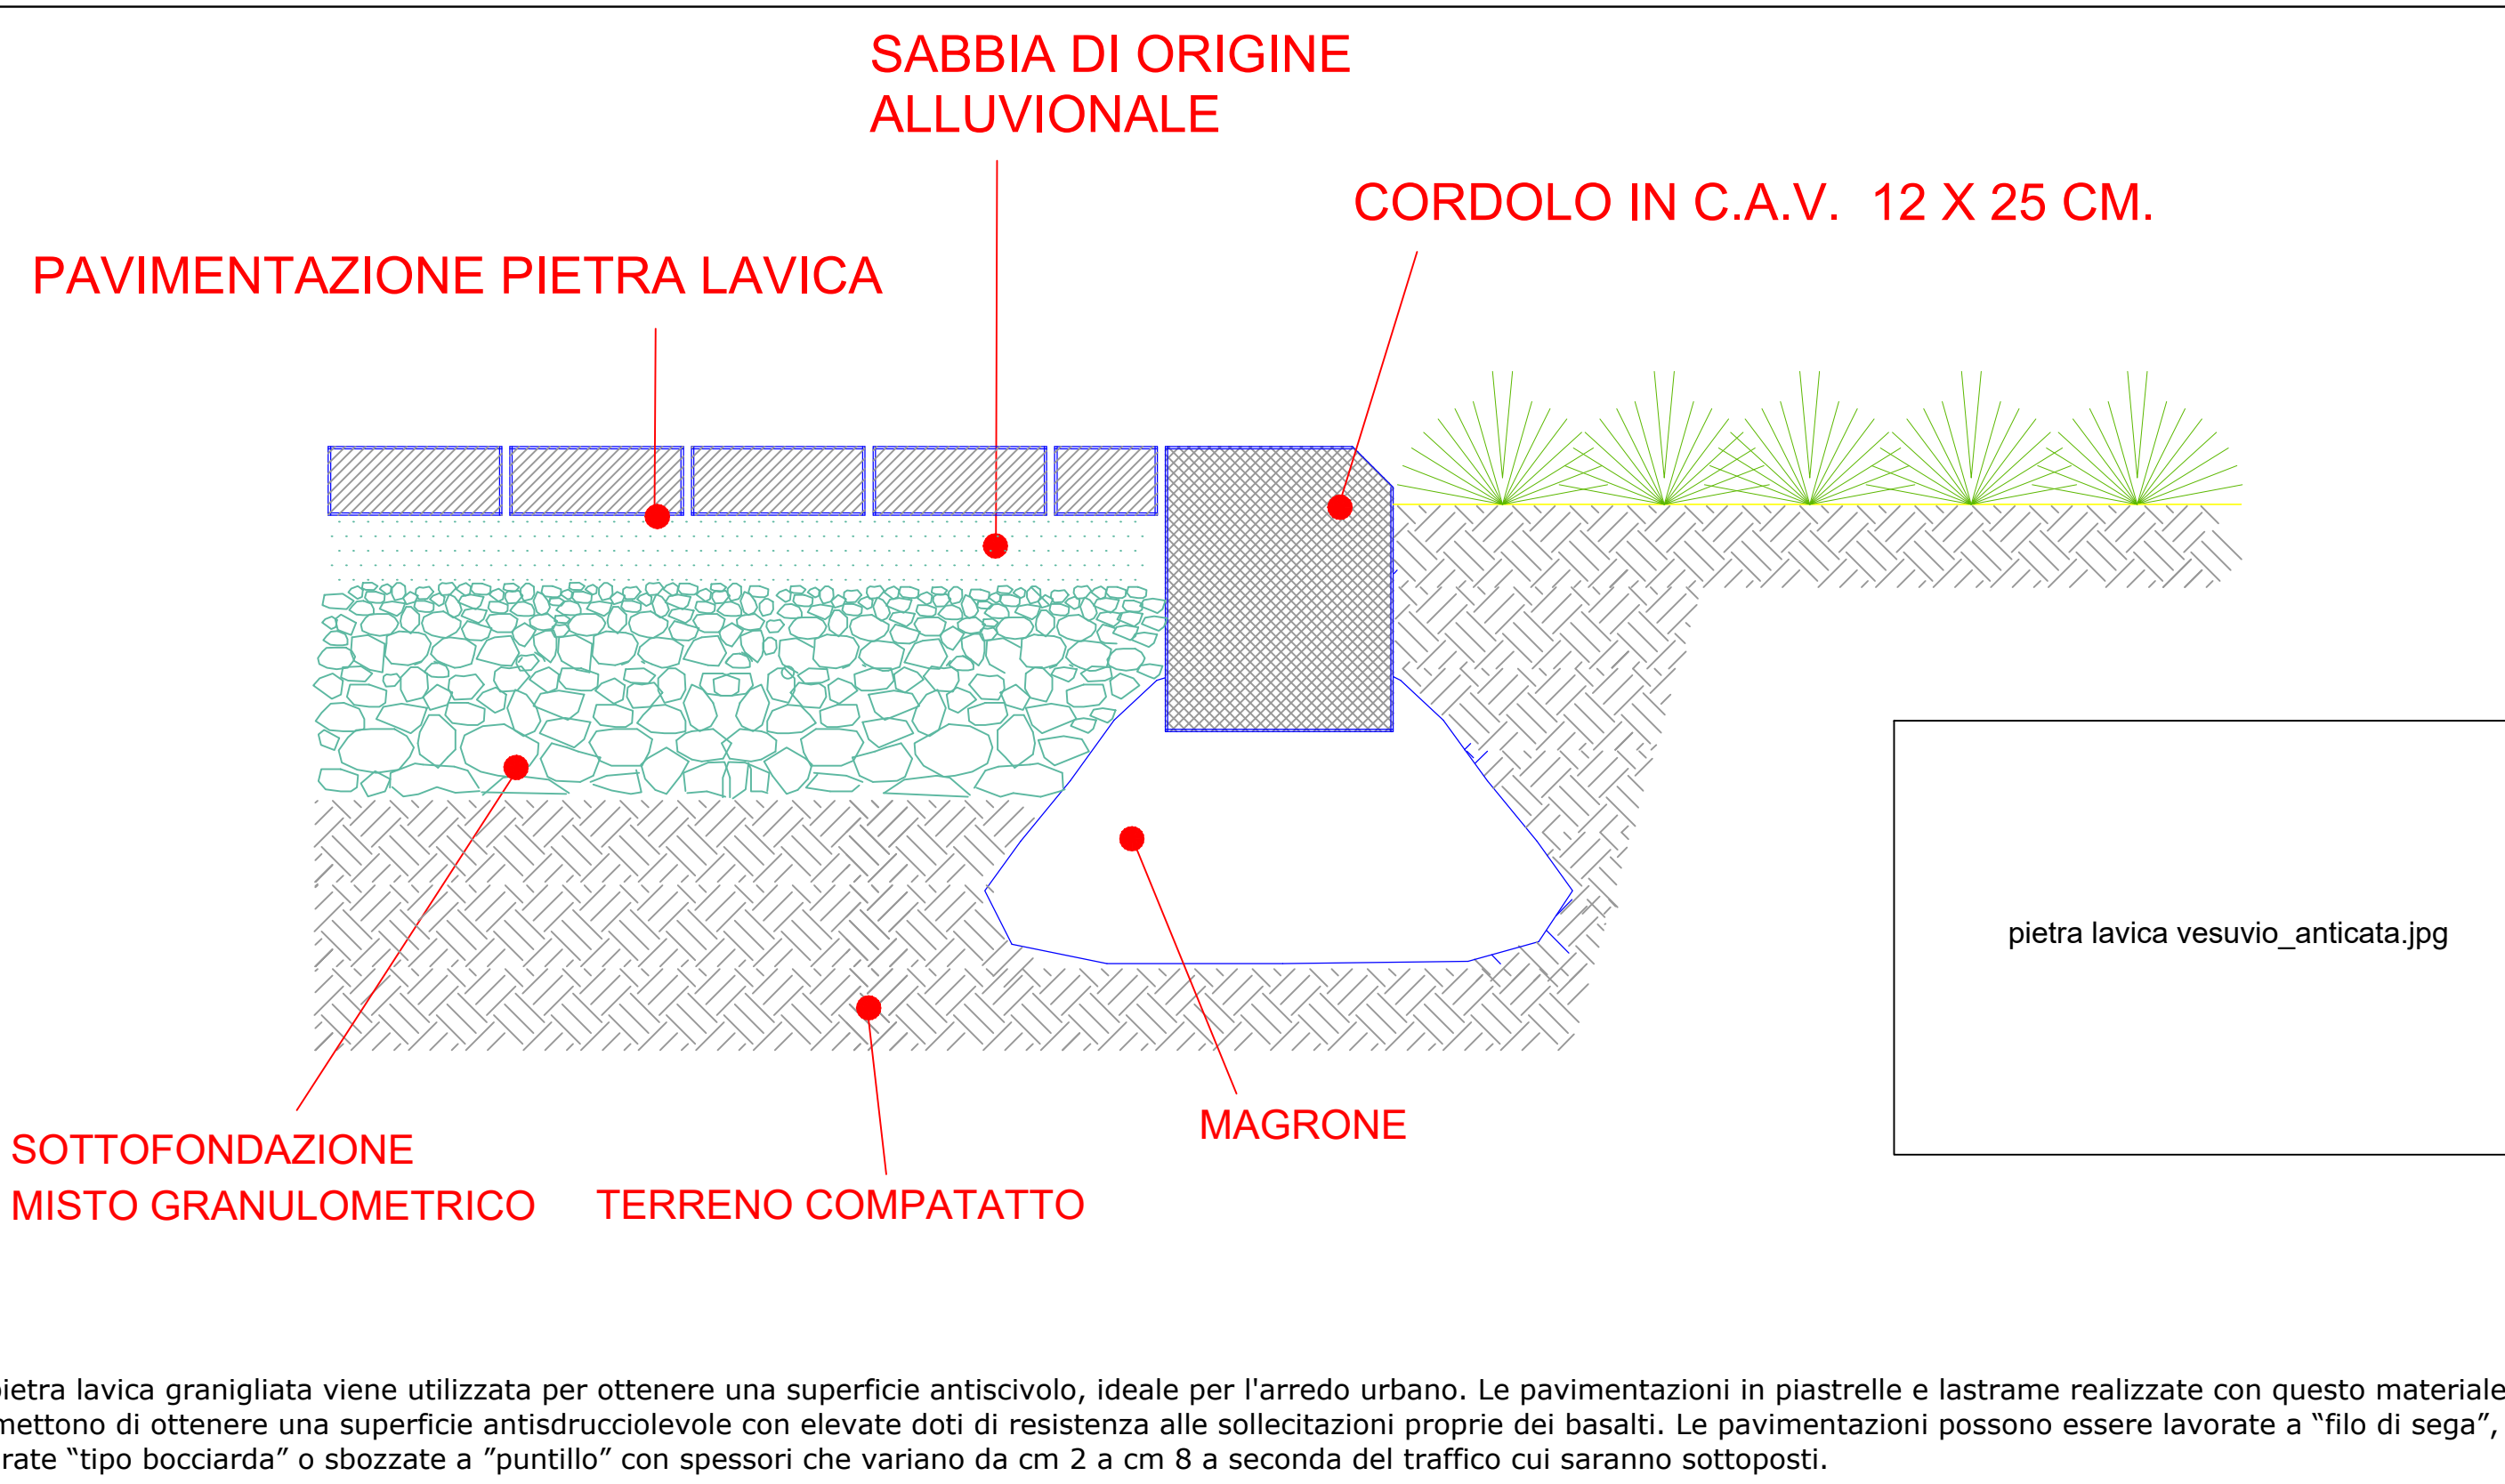 SABBIA DI ORIGINE
ALLUVIONALE
CORDOLO IN C.A.V. 12 X 25 CM.
PAVIMENTAZIONE PIETRA LAVICA
pietra lavica vesuvio_anticata.jpg
MAGRONE
SOTTOFONDAZIONE
MISTO GRANULOMETRICO
TERRENO COMPATATTO
pietra lavica granigliata viene utilizzata per ottenere una superficie antiscivolo, ideale per l'arredo urbano. Le pavimentazioni in piastrelle e lastrame realizzate con questo materiale
mettono di ottenere una superficie antisdrucciolevole con elevate doti di resistenza alle sollecitazioni proprie dei basalti. Le pavimentazioni possono essere lavorate a “filo di sega”,
rate “tipo bocciarda” o sbozzate a ”puntillo” con spessori che variano da cm 2 a cm 8 a seconda del traffico cui saranno sottoposti.